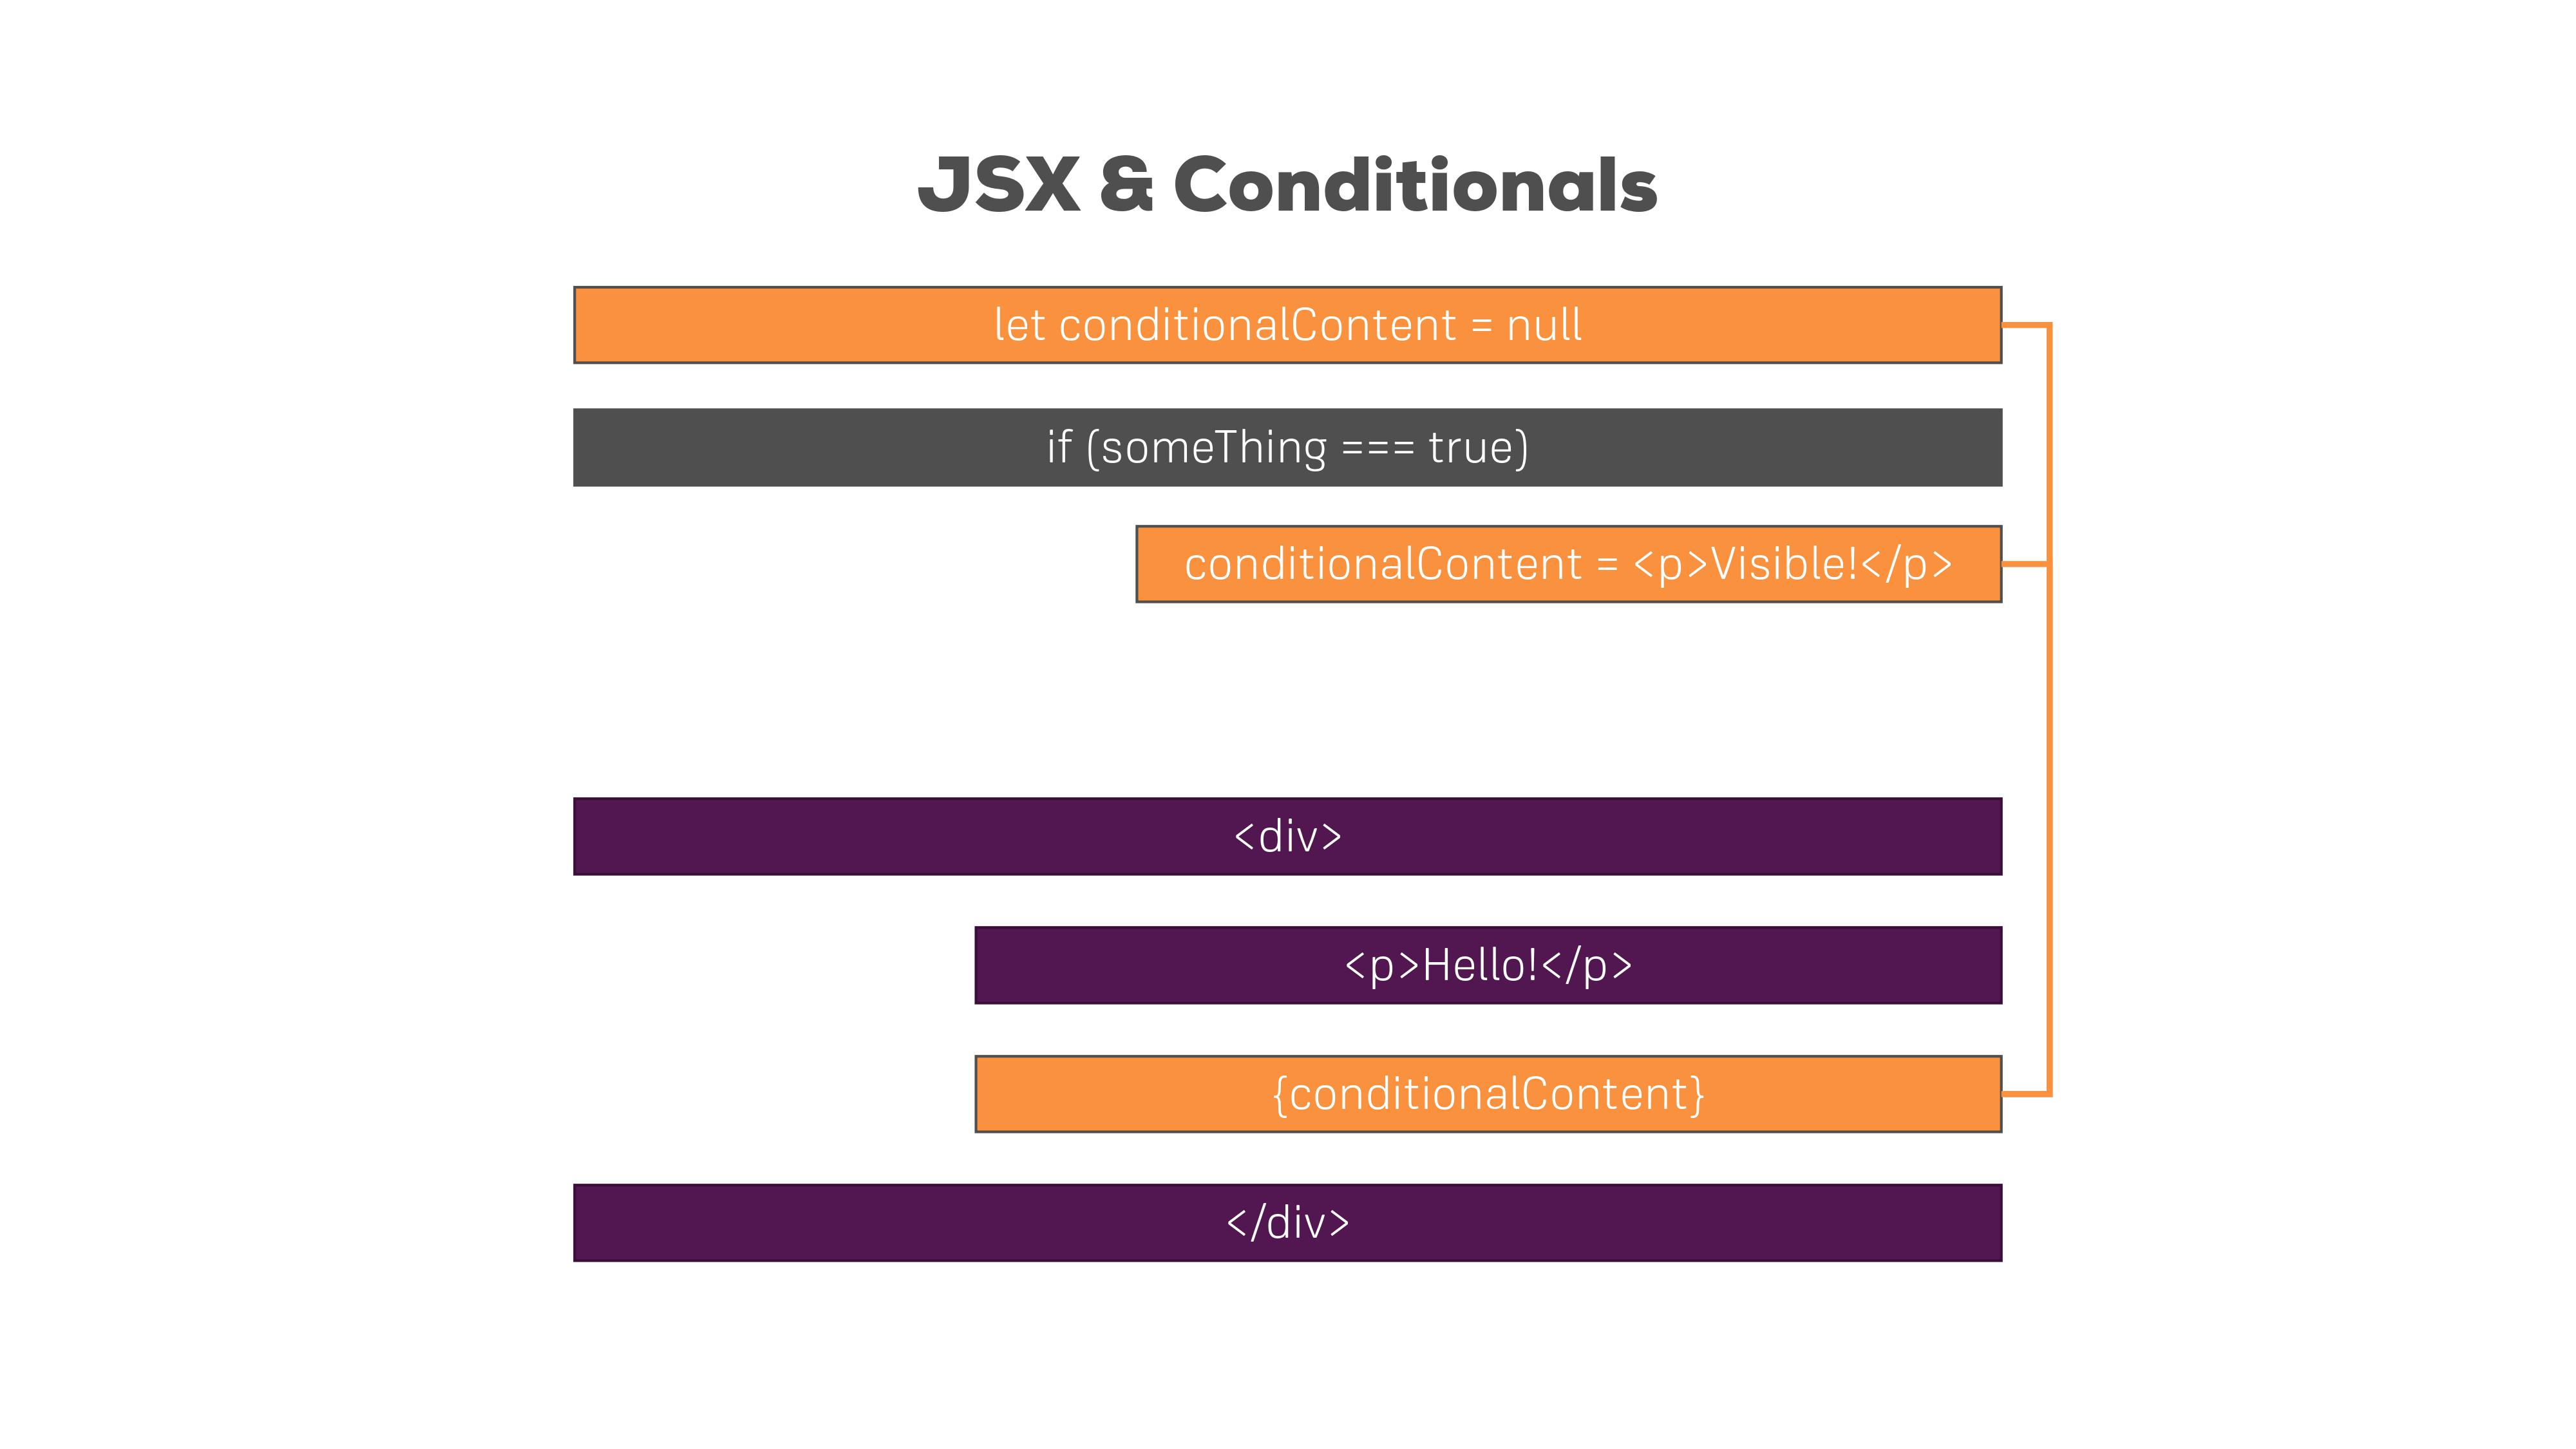 JSX & Conditionals
let conditionalContent = null
if (someThing === true)
conditionalContent = <p>Visible!</p>
<div>
<p>Hello!</p>
{conditionalContent}
</div>